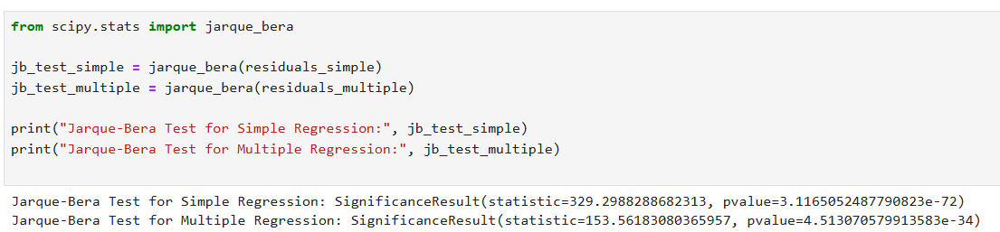 from scipy.stats import jarque_bera
jb_test_simple = jarque_bera(residuals_simple)
jb_test_multiple = jarque_bera(residuals_multiple)
print("Jarque-Bera Test for Simple Regression:", jb_test_simple)
print("Jarque-Bera Test for Multiple Regression:", jb_test_multiple)
Jarque-Bera Test for Simple Regression: SignificanceResult(statistic=329.2988288682313, pvalue=3.1165052487790823e-72)
Jarque-Bera Test for Multiple Regression: SignificanceResult(statistic=153.56183080365957, pvalue=4.513070579913583e-34)